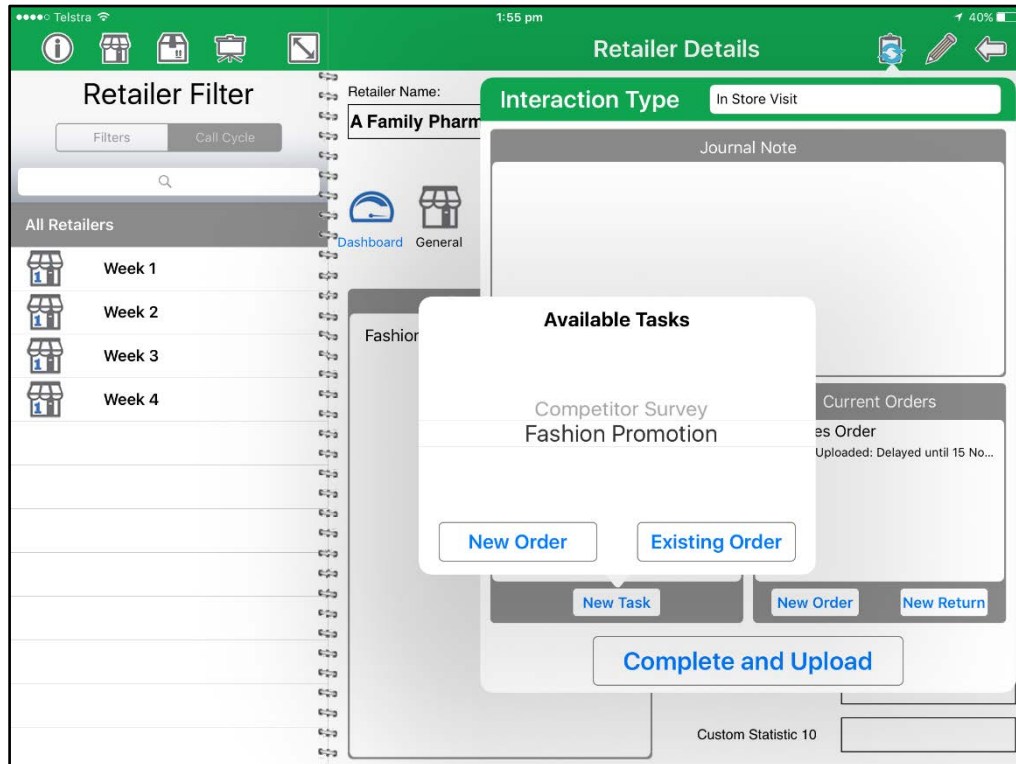 Telstra
1:55 pm
40%
Retailer Details
Retailer Filter
Filters
Call Cycle
All Retailers
Week 1
Week 2
Week 3
Week 4
Retailer Name:
A Family Pharm
Dashboard
General
Fashion
Interaction Type
In Store Visit
Journal Note
Available Tasks
Competitor Survey
Fashion Promotion
New Order
Existing Order
Current Orders
es Order
Uploaded: Delayed until 15 No...
New Task
New Order
New Return
Complete and Upload
Custom Statistic 10